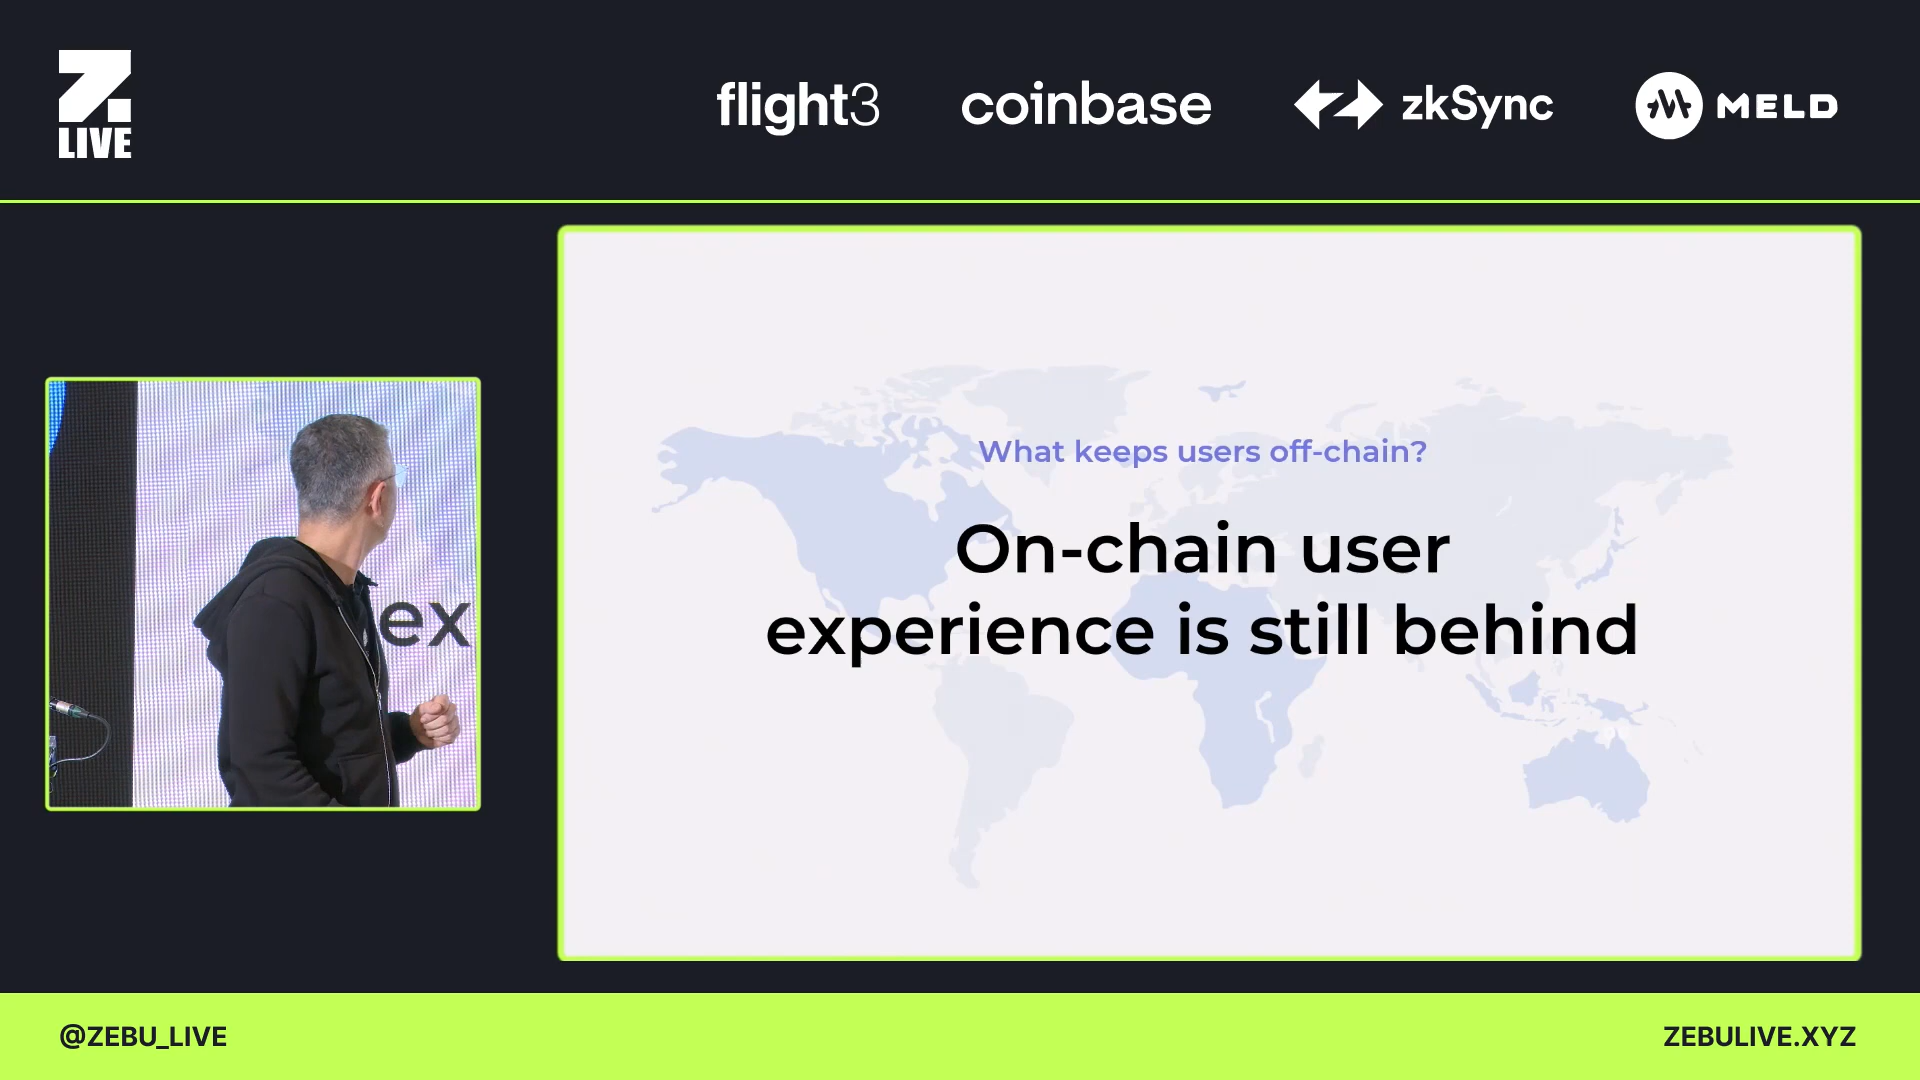 Z.
LIVE
flight3
coinbase
zkSync
MELD
What keeps users off-chain?
On-chain user
experience is still behind
ex
@ZEBU_LIVE
ZEBULIVE.XYZ